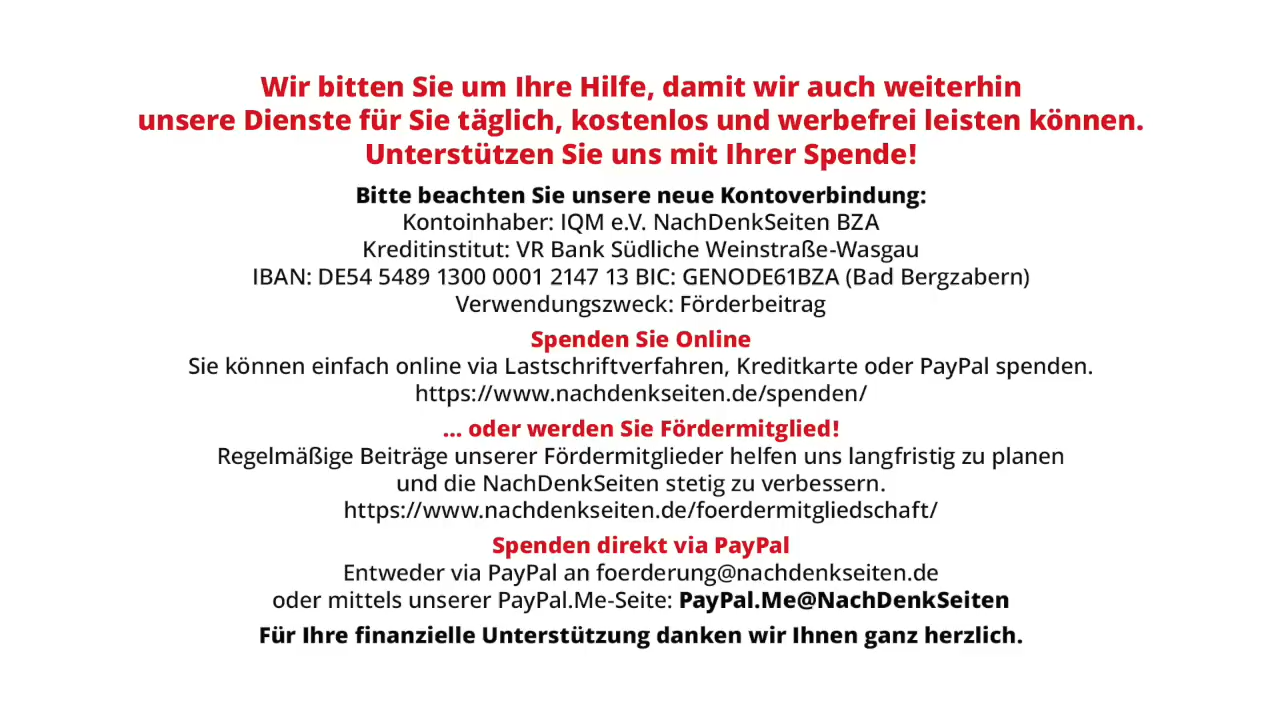 Wir bitten Sie um Ihre Hilfe, damit wir auch weiterhin
unsere Dienste für Sie täglich, kostenlos und werbefrei leisten können.
Unterstützen Sie uns mit Ihrer Spende!
Bitte beachten Sie unsere neue Kontoverbindung:
Kontoinhaber: IQM e.V. NachDenkSeiten BZA
Kreditinstitut: VR Bank Südliche Weinstraße-Wasgau
IBAN: DE54 5489 1300 0001 2147 13 BIC: GENODE61BZA (Bad Bergzabern)
Verwendungszweck: Förderbeitrag
Spenden Sie Online
Sie können einfach online via Lastschriftverfahren, Kreditkarte oder PayPal spenden.
https://www.nachdenkseiten.de/spenden/
... oder werden Sie Fördermitglied!
Regelmäßige Beiträge unserer Fördermitglieder helfen uns langfristig zu planen
und die NachDenkSeiten stetig zu verbessern.
https://www.nachdenkseiten.de/foerdermitgliedschaft/
Spenden direkt via PayPal
Entweder via PayPal an foerderung@nachdenkseiten.de
oder mittels unserer PayPal.Me-Seite: PayPal.Me@NachDenkSeiten
Für Ihre finanzielle Unterstützung danken wir Ihnen ganz herzlich.